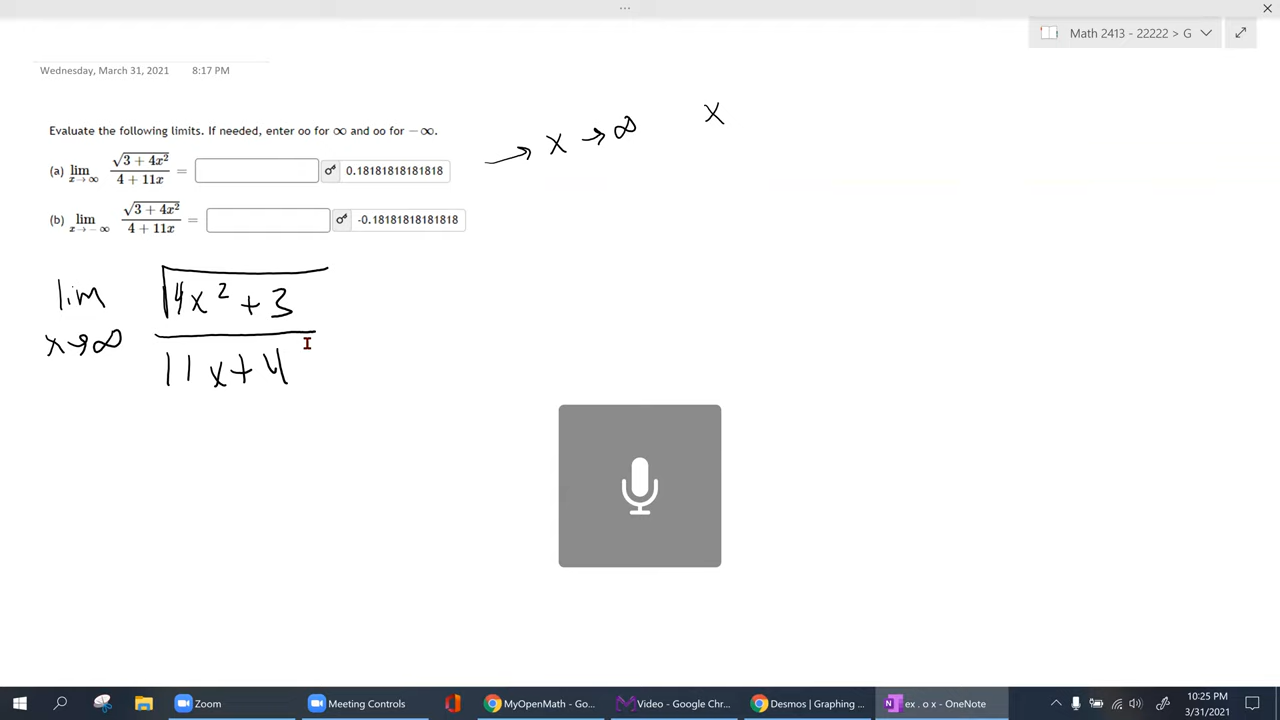 Math 2413 - 22222 > G
Wednesday, March 31, 2021 8:17 PM
Evaluate the following limits. If needed, enter oo for ∞ and oo for −∞.
(a) lim x→∞ √(3 + 4x²) / (4 + 11x) = 0.18181818181818
(b) lim x→−∞ √(3 + 4x²) / (4 + 11x) = -0.18181818181818
→ x → ∞ x
lim x→∞ √(4x² + 3) / (11x + 4)
Zoom Meeting Controls MyOpenMath - Go... Video - Google Chr... Desmos | Graphing ... ex . o x - OneNote
10:25 PM
3/31/2021